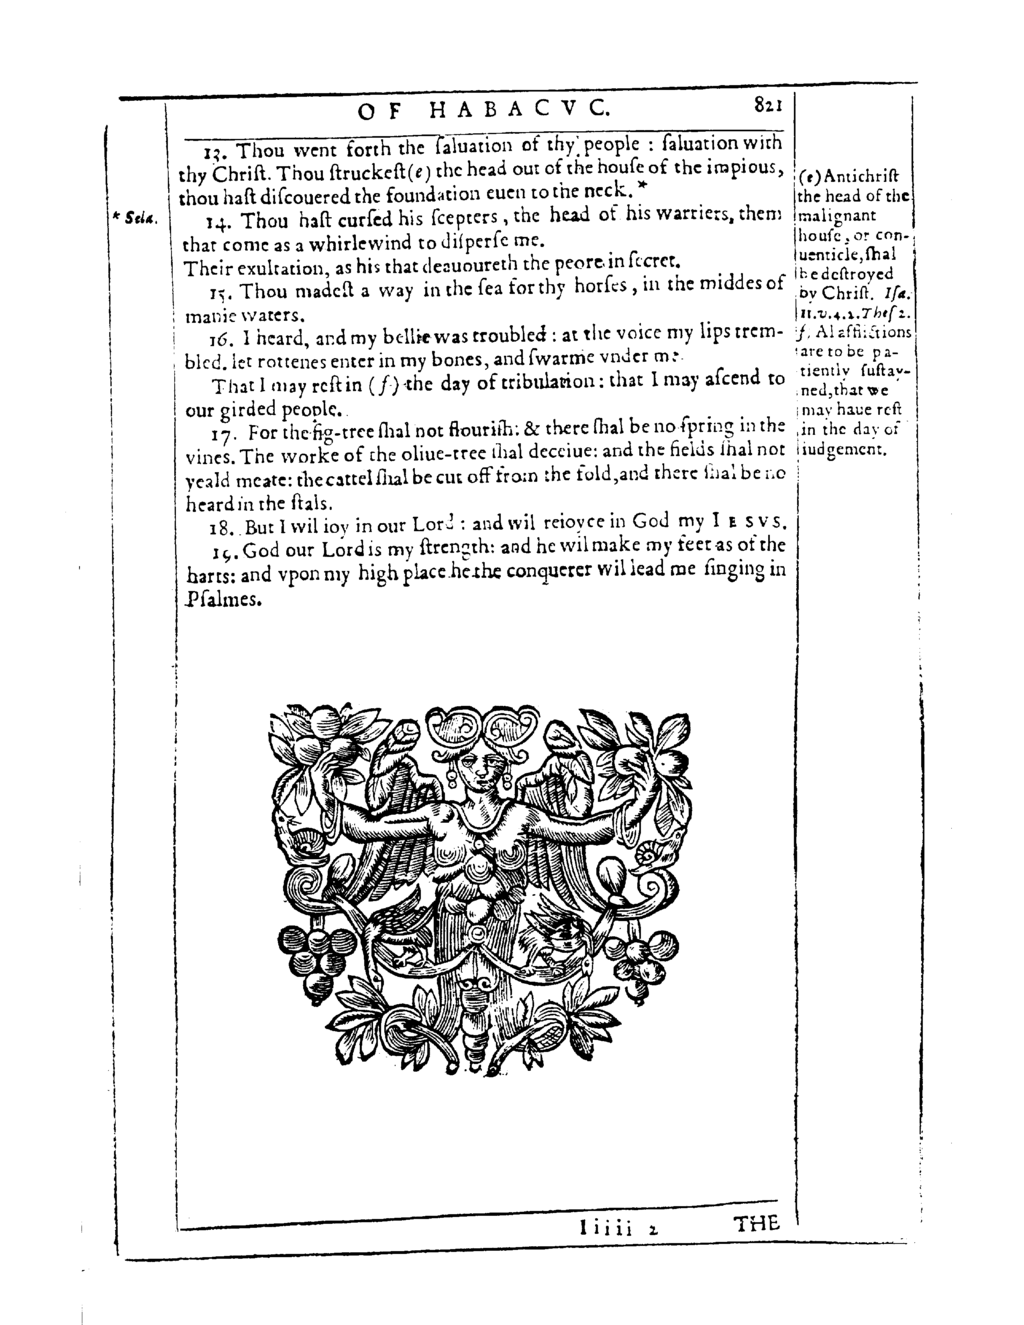 OF HABACVC. 821
13. Thou went forth the ſaluation of thy people : ſaluation with
thy Chriſt. Thou ſtruckeſt(e) the head out of the houſe of the impious,
thou haſt diſcouered the foundation euen to the neck. *
* Sela.
14. Thou haſt curſed his ſcepters, the head of his warriers, them
that come as a whirlewind to diſperſe me.
Their exultation, as his that deuoureth the poore in ſecret.
15. Thou madeſt a way in the ſea for thy horſes, in the middes of
manie waters.
16. I heard, and my bellie was troubled : at the voice my lips trem-
bled. let rottenes enter in my bones, and ſwarme vnder me.
That I may reſt in (f) the day of tribulation: that I may aſcend to
our girded people.
17. For the fig-tree ſhal not flouriſh: & there ſhal be no ſpring in the
vines. The worke of the oliue-tree ſhal deceiue: and the fields ſhal not
yeald meate: the cattel ſhal be cut off from the fold, and there ſhal be no
heard in the ſtals.
18. But I wil ioy in our Lord : and wil reioyce in God my IESVS.
19. God our Lord is my ſtrength: and he wil make my feet as of the
harts: and vpon my high place he the conquerer wil lead me ſinging in
Pſalmes.
(e) Antichriſt
the head of the
malignant
houſe, or con-
uenticle, ſhal
be deſtroyed
by Chriſt. Iſa.
11.v.4.2.Theſ 2.
f. Al afflictions
are to be pa-
tiently ſuſtay-
ned, that we
may haue reſt
in the day of
iudgement.
Iiiii 2 THE